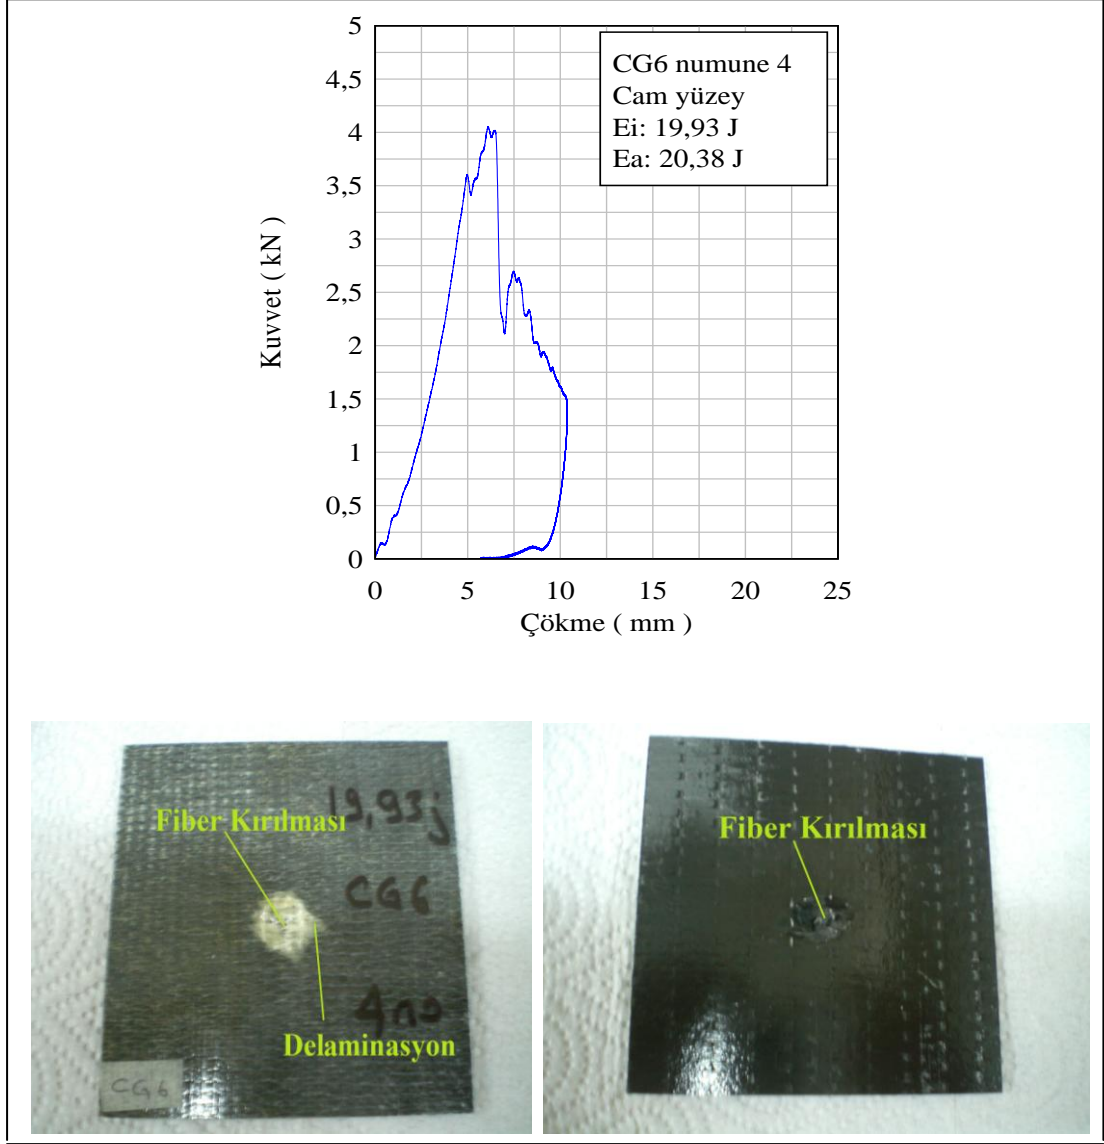 5
4,5
4
3,5
3
2,5
2
1,5
1
0,5
0
Kuvvet ( kN )
CG6 numune 4
Cam yüzey
Ei: 19,93 J
Ea: 20,38 J
0 5 10 15 20 25
Çökme ( mm )
19,93j
Fiber Kırılması
CG6
4no
Delaminasyon
CG6
Fiber Kırılması